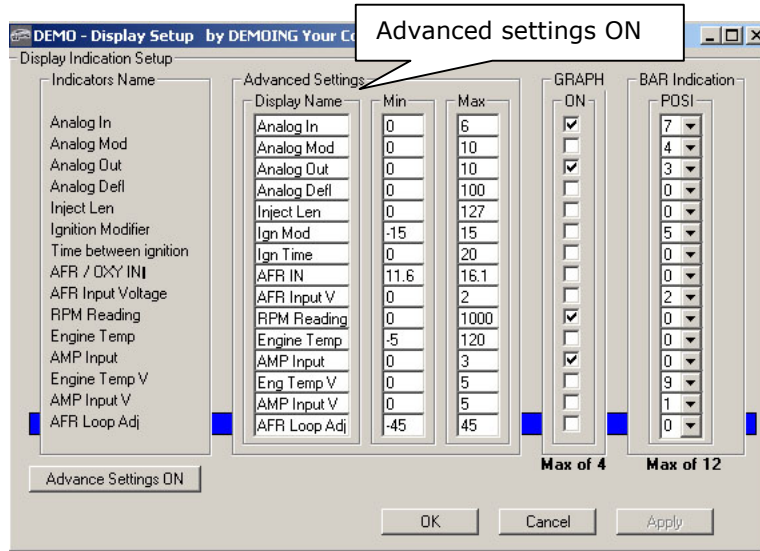 Advanced settings ON
DEMO - Display Setup by DEMOING Your
Display Indication Setup
Indicators Name Advanced Settings GRAPH BAR Indication
Display Name Min Max ON POSI
Analog In Analog In 0 6 7
Analog Mod Analog Mod 0 10 4
Analog Out Analog Out 0 10 3
Analog Defl Analog Defl 0 100 0
Inject Len Inject Len 0 127 0
Ignition Modifier Ign Mod -15 15 5
Time between ignition Ign Time 0 20 0
AFR / OXY IN AFR IN 11.6 16.1 0
AFR Input Voltage AFR Input V 0 2 2
RPM Reading RPM Reading 0 1000 0
Engine Temp Engine Temp -5 120 0
AMP Input AMP Input 0 3 0
Engine Temp V Eng Temp V 0 5 9
AMP Input V AMP Input V 0 5 1
AFR Loop Adj AFR Loop Adj -45 45 0
Max of 4 Max of 12
Advance Settings ON
OK Cancel Apply